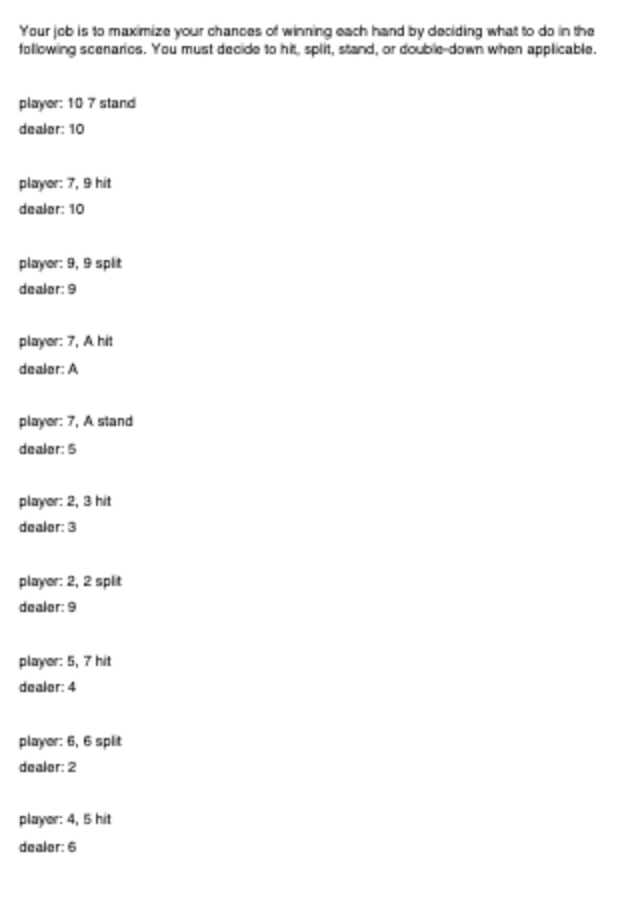 Your job is to maximize your chances of winning each hand by deciding what to do in the
following scenarios. You must decide to hit, split, stand, or double-down when applicable.
player: 10 7 stand
dealer: 10
player: 7, 9 hit
dealer: 10
player: 9, 9 split
dealer: 9
player: 7, A hit
dealer: A
player: 7, A stand
dealer: 5
player: 2, 3 hit
dealer: 3
player: 2, 2 split
dealer: 9
player: 5, 7 hit
dealer: 4
player: 6, 6 split
dealer: 2
player: 4, 5 hit
dealer: 6